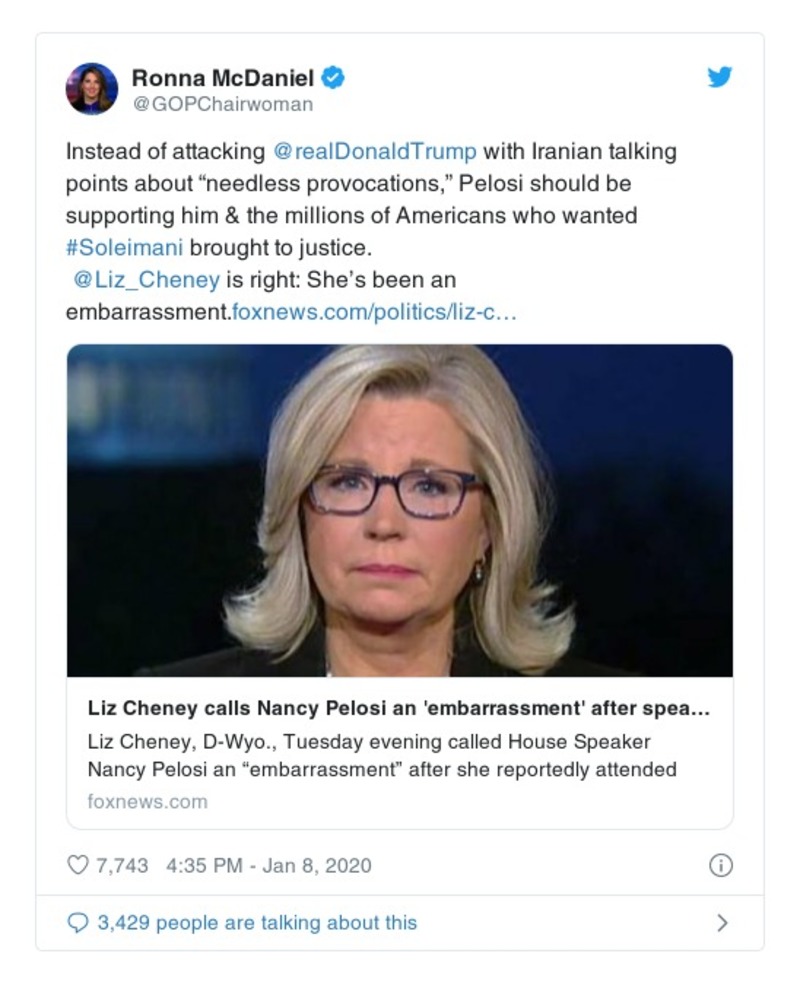 Ronna McDaniel
@GOPChairwoman
Instead of attacking @realDonaldTrump with Iranian talking
points about “needless provocations,” Pelosi should be
supporting him & the millions of Americans who wanted
#Soleimani brought to justice.
@Liz_Cheney is right: She’s been an
embarrassment.foxnews.com/politics/liz-c…
Liz Cheney calls Nancy Pelosi an 'embarrassment' after spea...
Liz Cheney, D-Wyo., Tuesday evening called House Speaker
Nancy Pelosi an “embarrassment” after she reportedly attended
foxnews.com
7,743 4:35 PM - Jan 8, 2020
3,429 people are talking about this